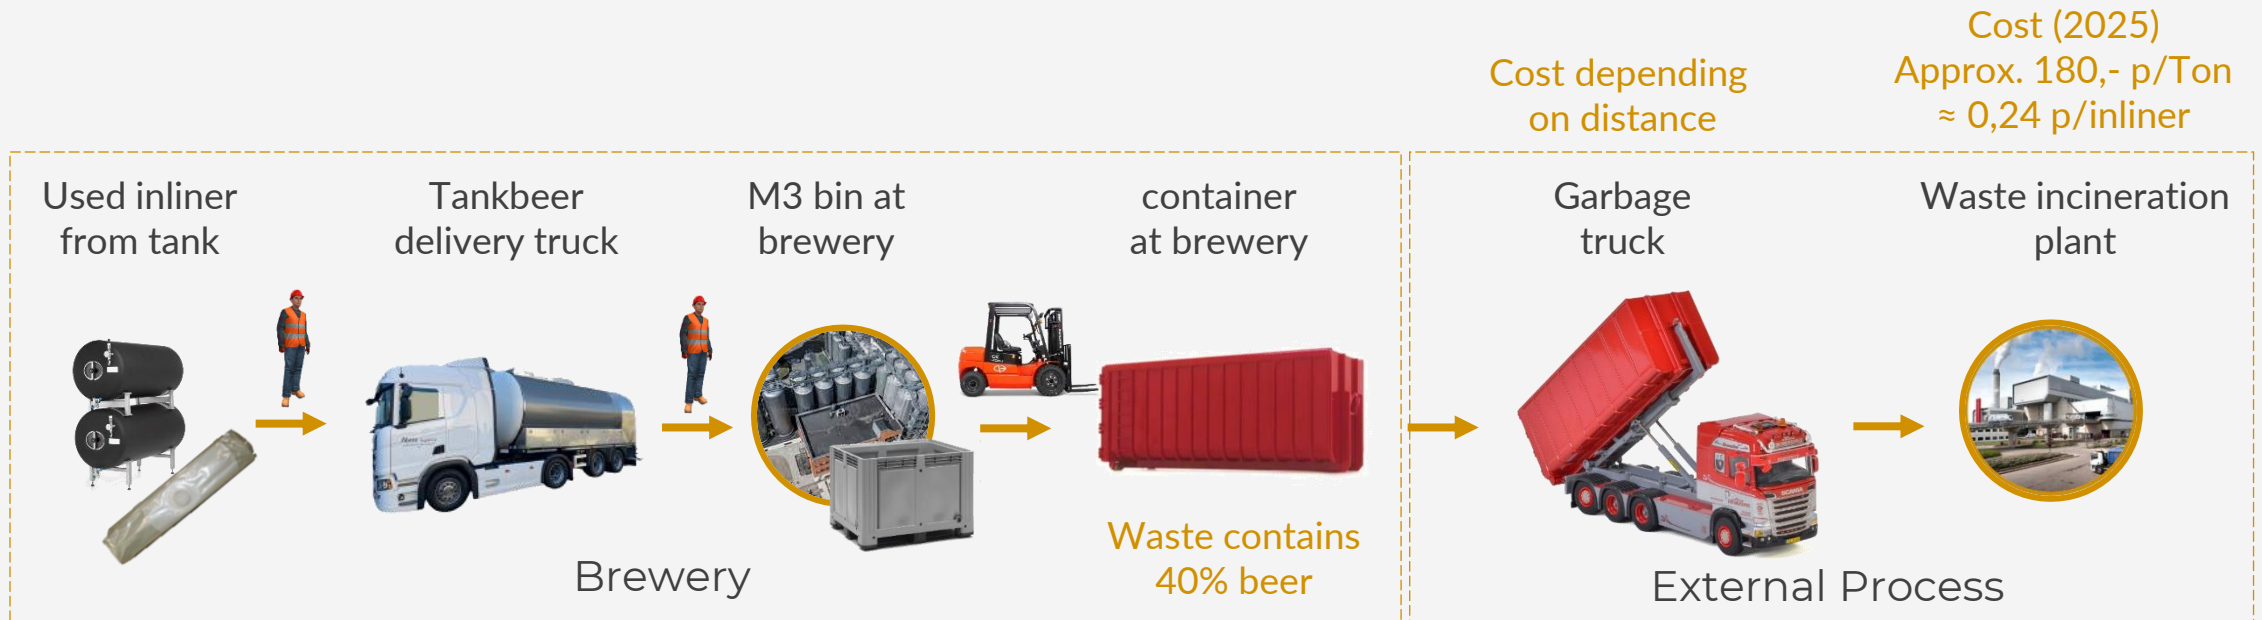 Cost (2025)
Approx. 180,- p/Ton
≈ 0,24 p/inliner
Cost depending
on distance
Used inliner
from tank
Tankbeer
delivery truck
M3 bin at
brewery
container
at brewery
Garbage
truck
Waste incineration
plant
Waste contains
40% beer
Brewery
External Process
SCANIA